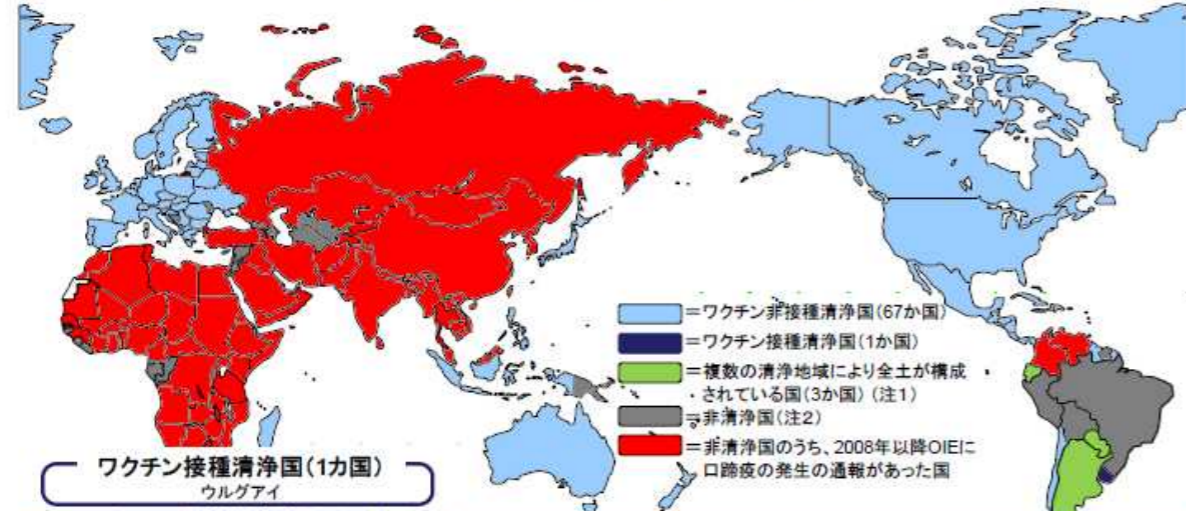 =ワクチン非接種清浄国(67か国)
=ワクチン接種清浄国(1か国)
=複数の清浄地域により全土が構成
されている国(3か国)(注1)
=非清浄国(注2)
=非清浄国のうち、2008年以降OIEに
口蹄疫の発生の通報があった国
ワクチン接種清浄国(1カ国)
ウルグアイ